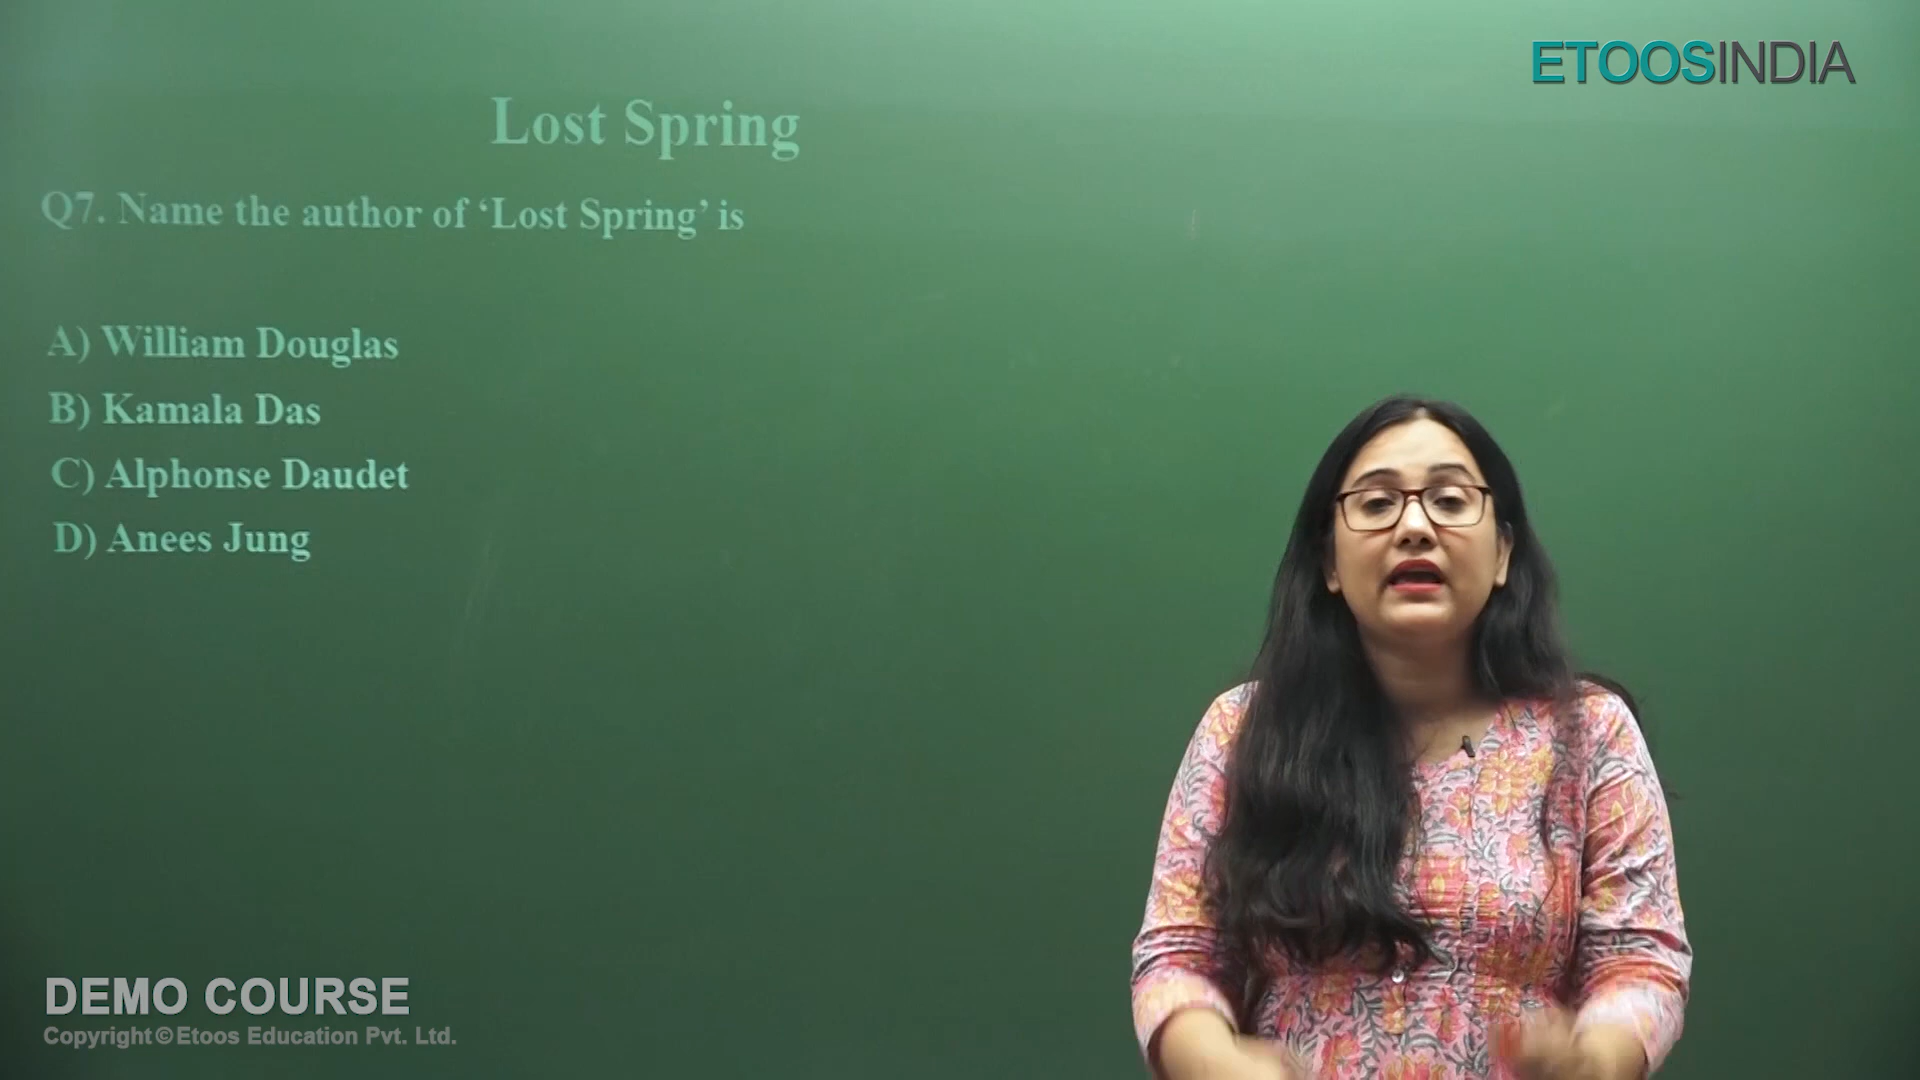 ETOOSINDIA
Lost Spring
Q7. Name the author of ‘Lost Spring’ is
A) William Douglas
B) Kamala Das
C) Alphonse Daudet
D) Anees Jung
DEMO COURSE
Copyright©Etoos Education Pvt. Ltd.